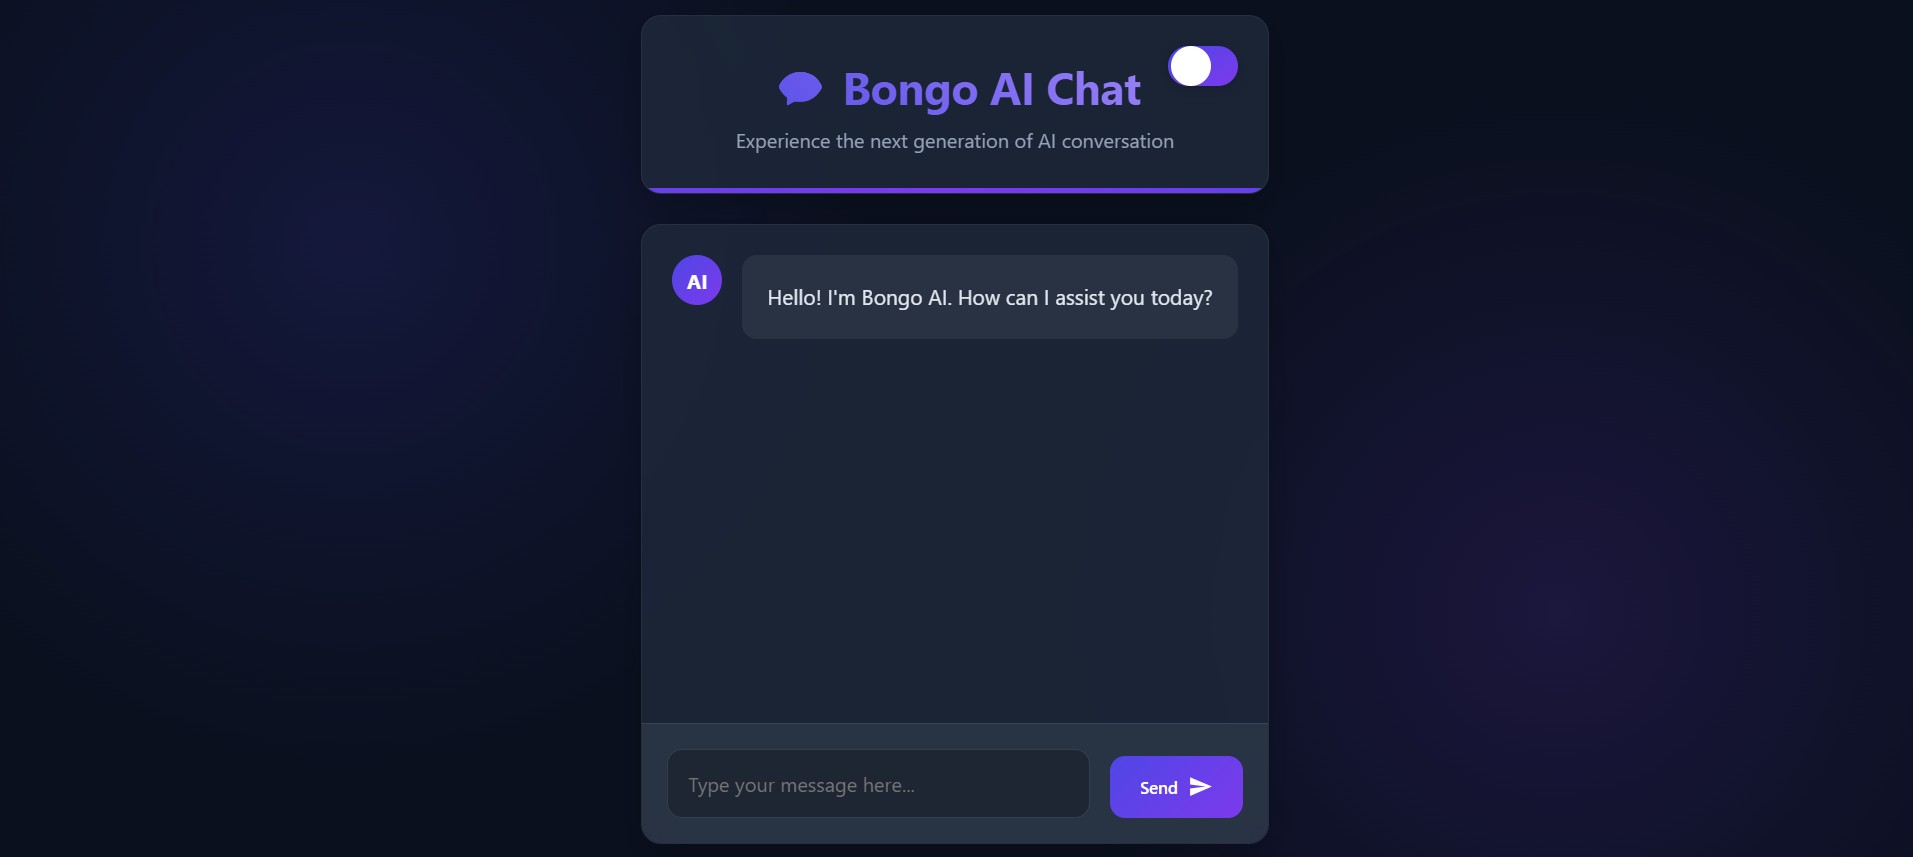 Bongo AI Chat
Experience the next generation of AI conversation
AI
Hello! I'm Bongo AI. How can I assist you today?
Type your message here...
Send